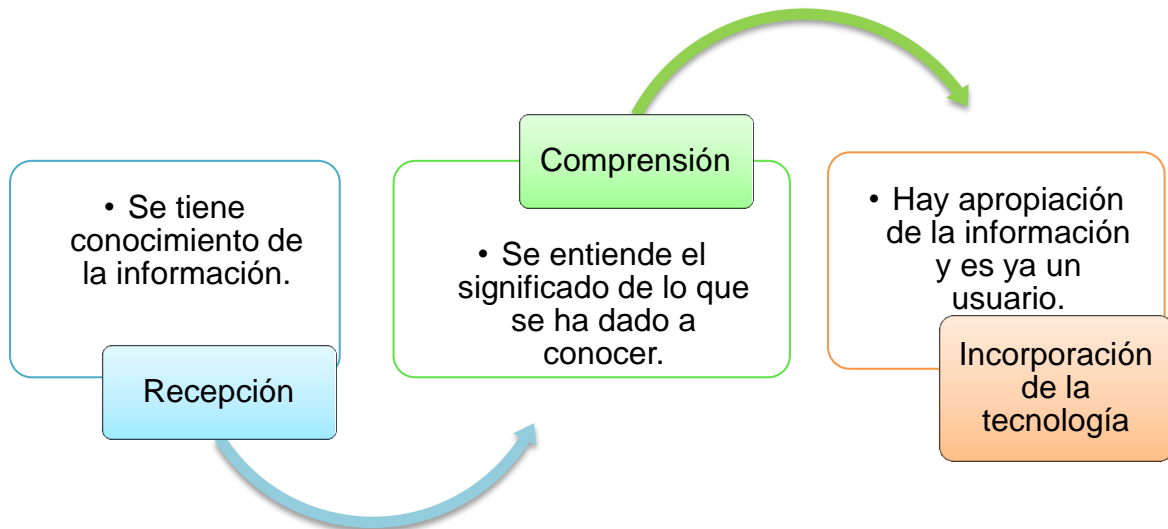 • Se tiene
conocimiento de
la información.
Recepción
Comprensión
• Se entiende el
significado de lo que
se ha dado a
conocer.
• Hay apropiación
de la información
y es ya un
usuario.
Incorporación
de la
tecnología